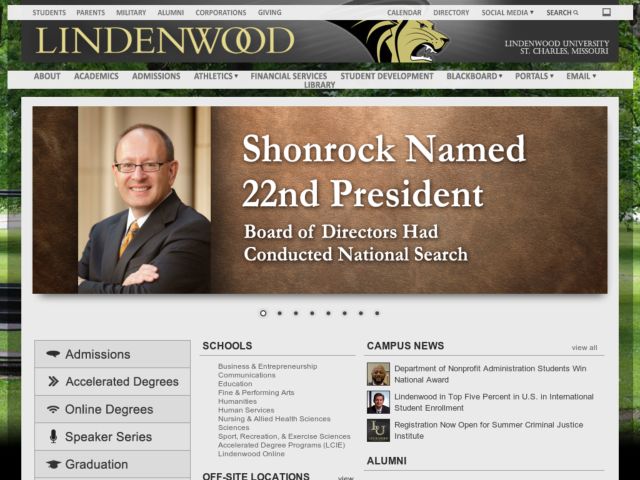 STUDENTS PARENTS MILITARY ALUMNI CORPORATIONS GIVING CALENDAR DIRECTORY SOCIAL MEDIA SEARCH
LINDENWOOD
LINDENWOOD UNIVERSITY
ST. CHARLES, MISSOURI
ABOUT ACADEMICS ADMISSIONS ATHLETICS FINANCIAL SERVICES STUDENT DEVELOPMENT BLACKBOARD PORTALS EMAIL
LIBRARY
Shonrock Named
22nd President
Board of Directors Had
Conducted National Search
Admissions
Accelerated Degrees
Online Degrees
Speaker Series
Graduation
SCHOOLS
Business & Entrepreneurship
Communications
Education
Fine & Performing Arts
Humanities
Human Services
Nursing & Allied Health Sciences
Sciences
Sport, Recreation, & Exercise Sciences
Accelerated Degree Programs (LCIE)
Lindenwood Online
OFF-SITE LOCATIONS view
CAMPUS NEWS view all
Department of Nonprofit Administration Students Win
National Award
Lindenwood in Top Five Percent in U.S. in International
Student Enrollment
Registration Now Open for Summer Criminal Justice
Institute
LU
ALUMNI